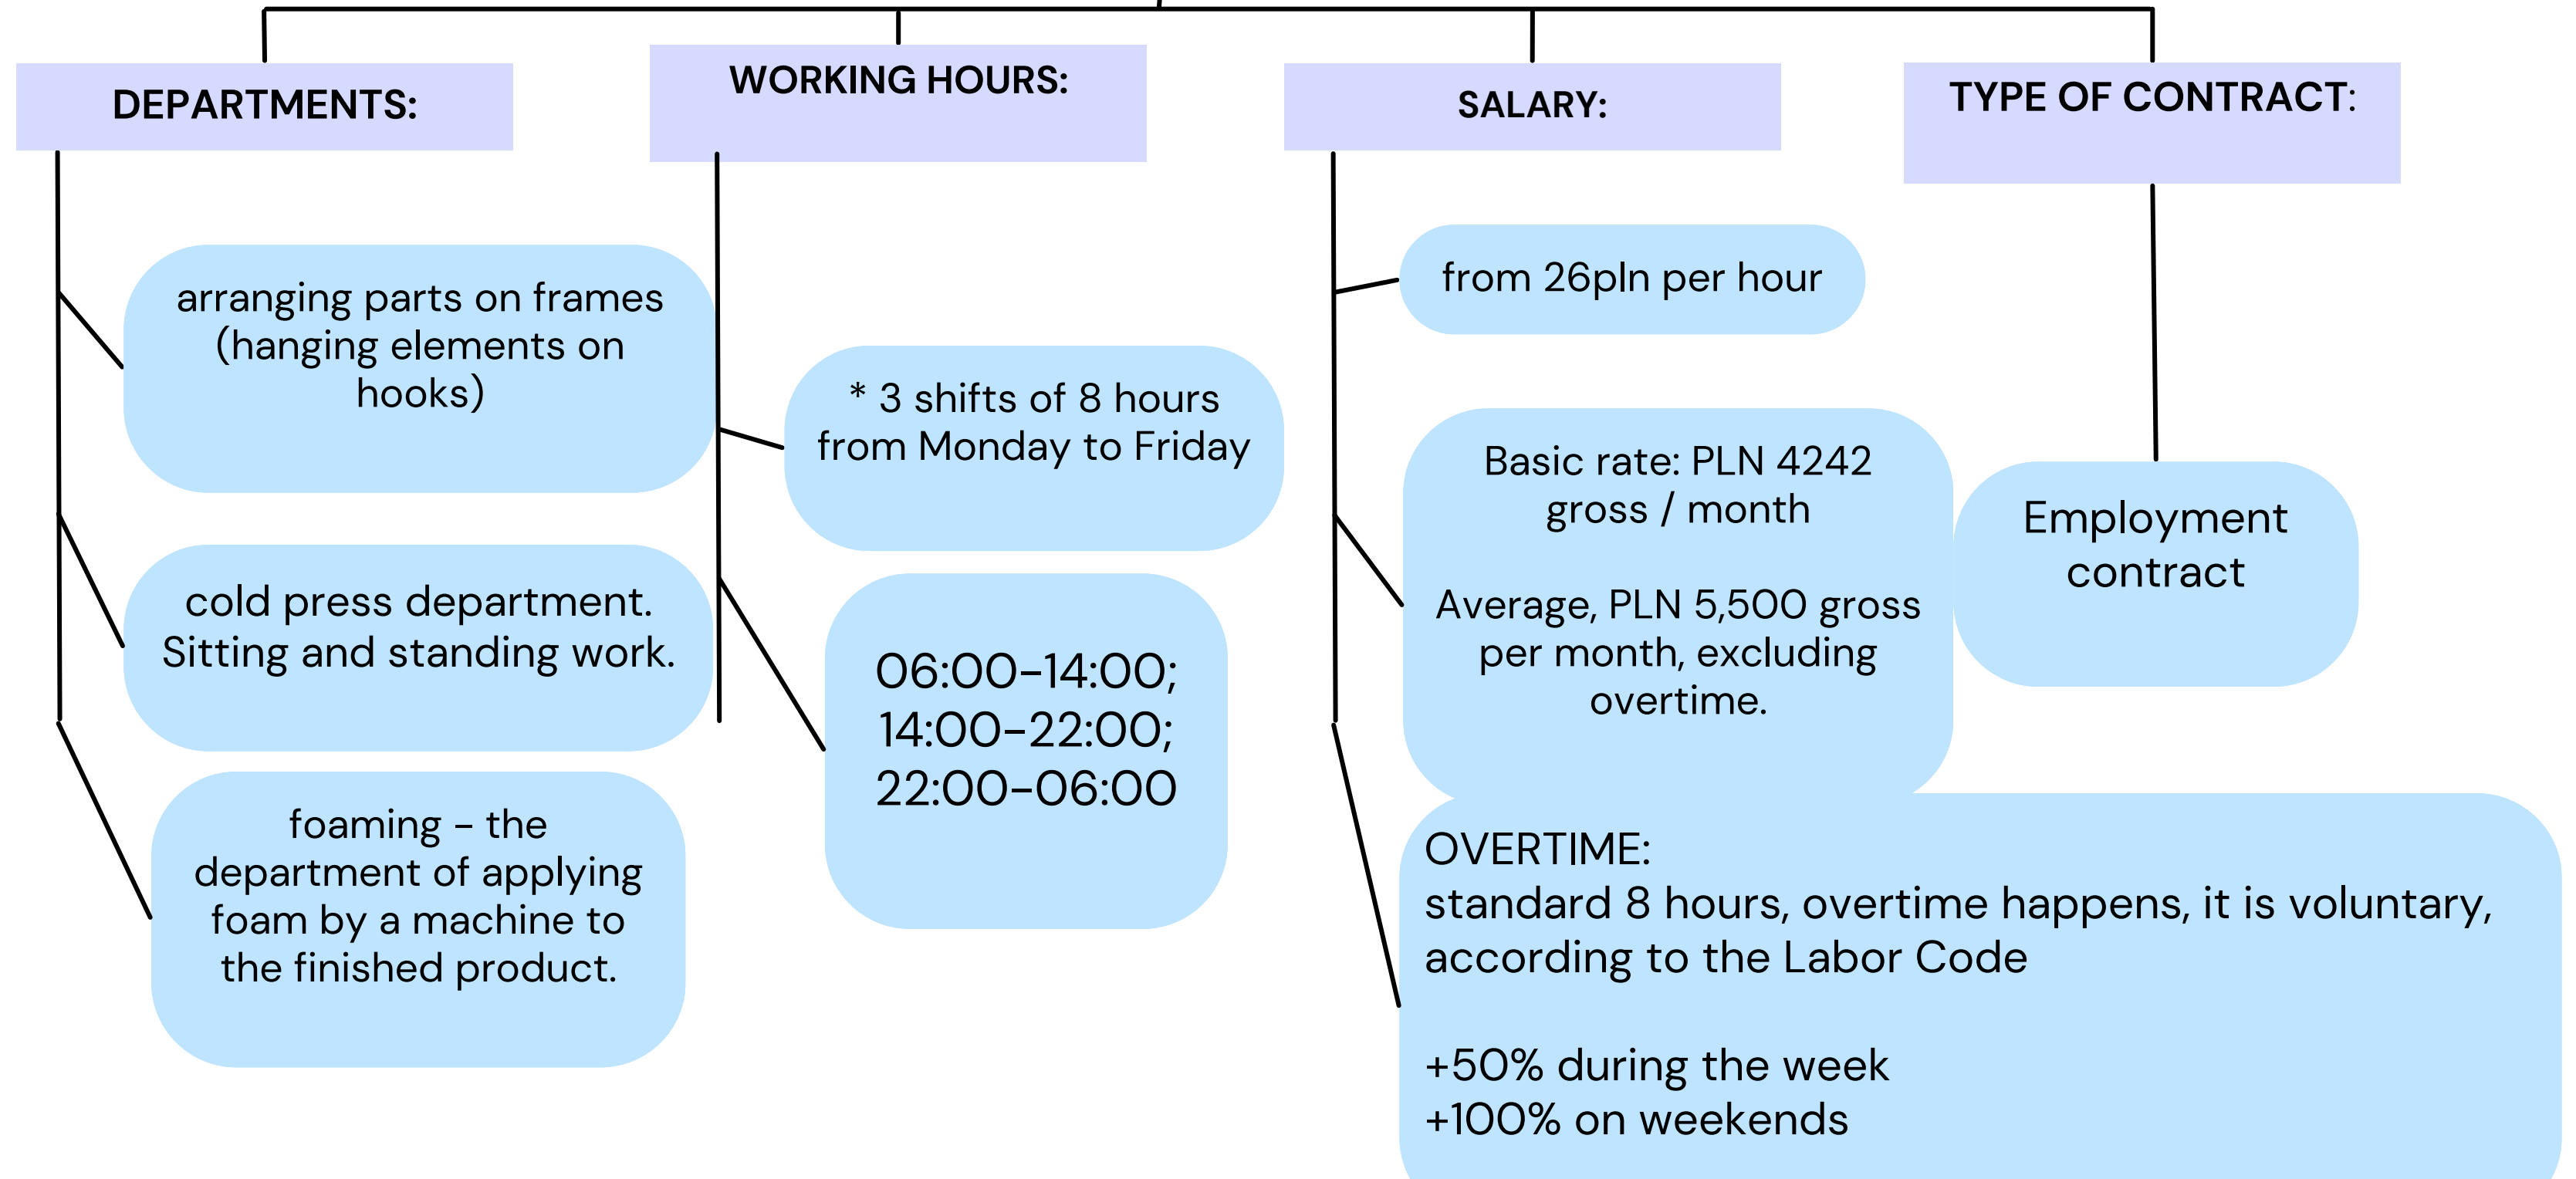 DEPARTMENTS:
arranging parts on frames
(hanging elements on
hooks)
cold press department.
Sitting and standing work.
foaming - the
department of applying
foam by a machine to
the finished product.
WORKING HOURS:
* 3 shifts of 8 hours
from Monday to Friday
06:00-14:00;
14:00-22:00;
22:00-06:00
SALARY:
from 26pln per hour
Basic rate: PLN 4242
gross / month
Average, PLN 5,500 gross
per month, excluding
overtime.
OVERTIME:
standard 8 hours, overtime happens, it is voluntary,
according to the Labor Code
+50% during the week
+100% on weekends
TYPE OF CONTRACT:
Employment
contract